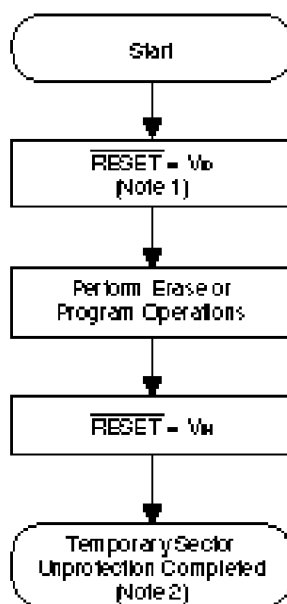 Start
RESET = VID
(Note 1)
Perform Erase or
Program Operations
RESET = VIH
Temporary Sector
Unprotection Completed
(Note 2)